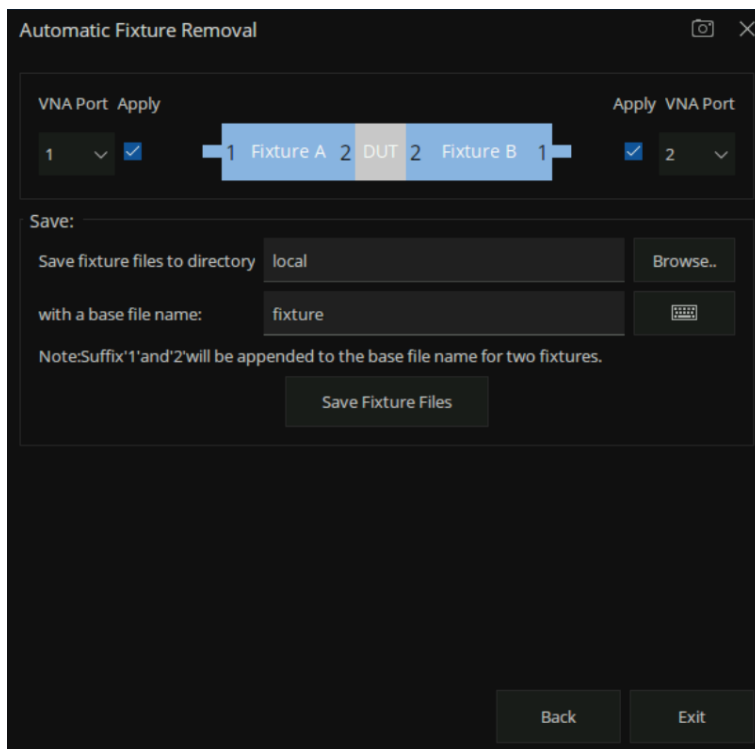 Automatic Fixture Removal
VNA Port Apply
Apply VNA Port
1
1 Fixture A 2 DUT 2 Fixture B 1
2
Save:
Save fixture files to directory local Browse..
with a base file name: fixture
Note:Suffix'1'and'2'will be appended to the base file name for two fixtures.
Save Fixture Files
Back Exit